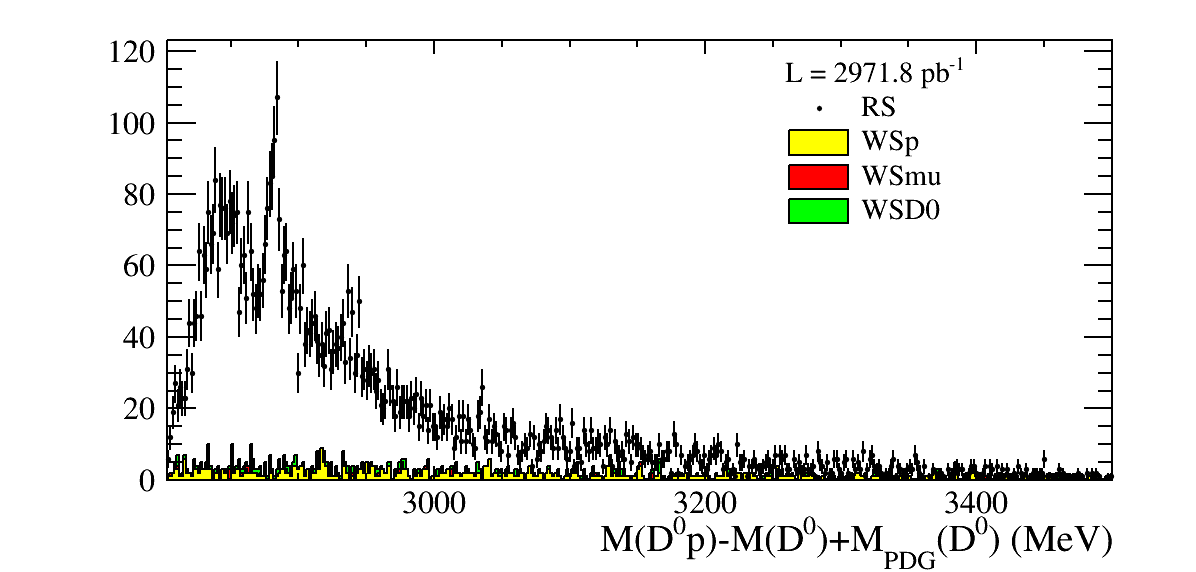 120
100
80
60
40
20
0
L = 2971.8 pb⁻¹
RS
WSp
WSmu
WSD0
3000 3200 3400
M(D⁰p)-M(D⁰)+M_PDG(D⁰) (MeV)